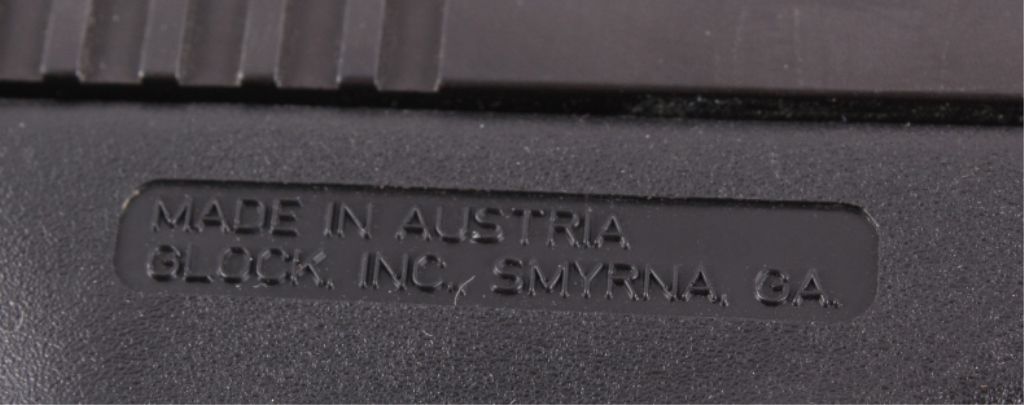 MADE IN AUSTRIA
GLOCK, INC., SMYRNA, GA.